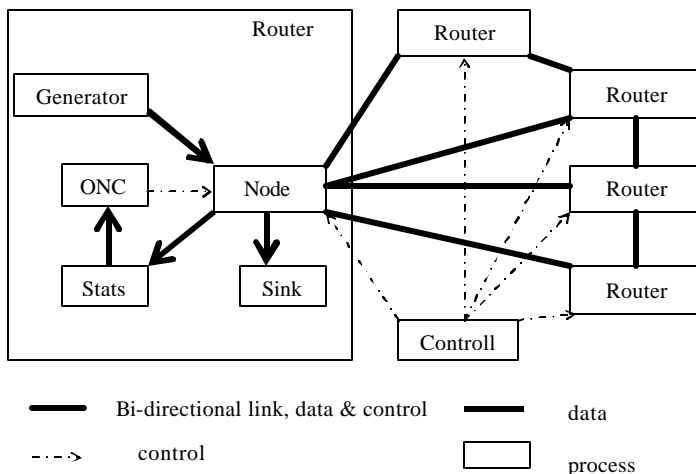 Router
Router
Generator
Router
ONC
Node
Router
Stats
Sink
Router
Controll
Bi-directional link, data & control
data
control
process